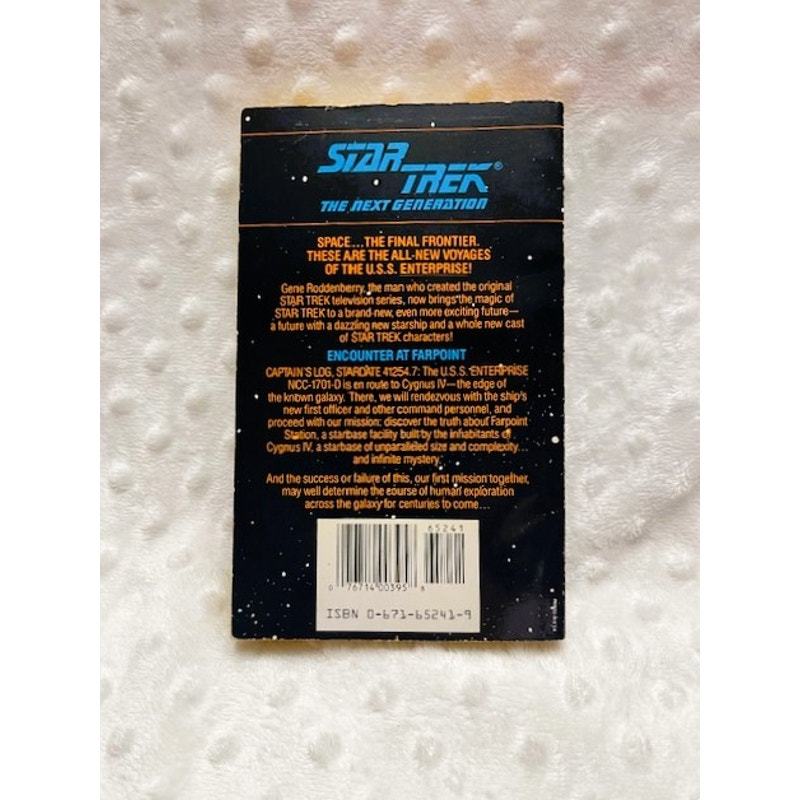 STAR
TREK®
THE NEXT GENERATION
SPACE...THE FINAL FRONTIER.
THESE ARE THE ALL-NEW VOYAGES
OF THE U.S.S. ENTERPRISE!
Gene Roddenberry, the man who created the original
STAR TREK television series, now brings the magic of
STAR TREK to a brand-new, even more exciting future—
a future with a dazzling new starship and a whole new cast
of STAR TREK characters!
ENCOUNTER AT FARPOINT
CAPTAIN'S LOG, STARDATE 41254.7: The U.S.S. ENTERPRISE
NCC-1701-D is en route to Cygnus IV—the edge of
the known galaxy. There, we will rendezvous with the ship's
new first officer and other command personnel, and
proceed with our mission: discover the truth about Farpoint
Station, a starbase facility built by the inhabitants of
Cygnus IV, a starbase of unparalleled size and complexity...
and infinite mystery.
And the success or failure of this, our first mission together,
may well determine the course of human exploration
across the galaxy for centuries to come...
65241
0 76714 00395 8
ISBN 0-671-65241-9